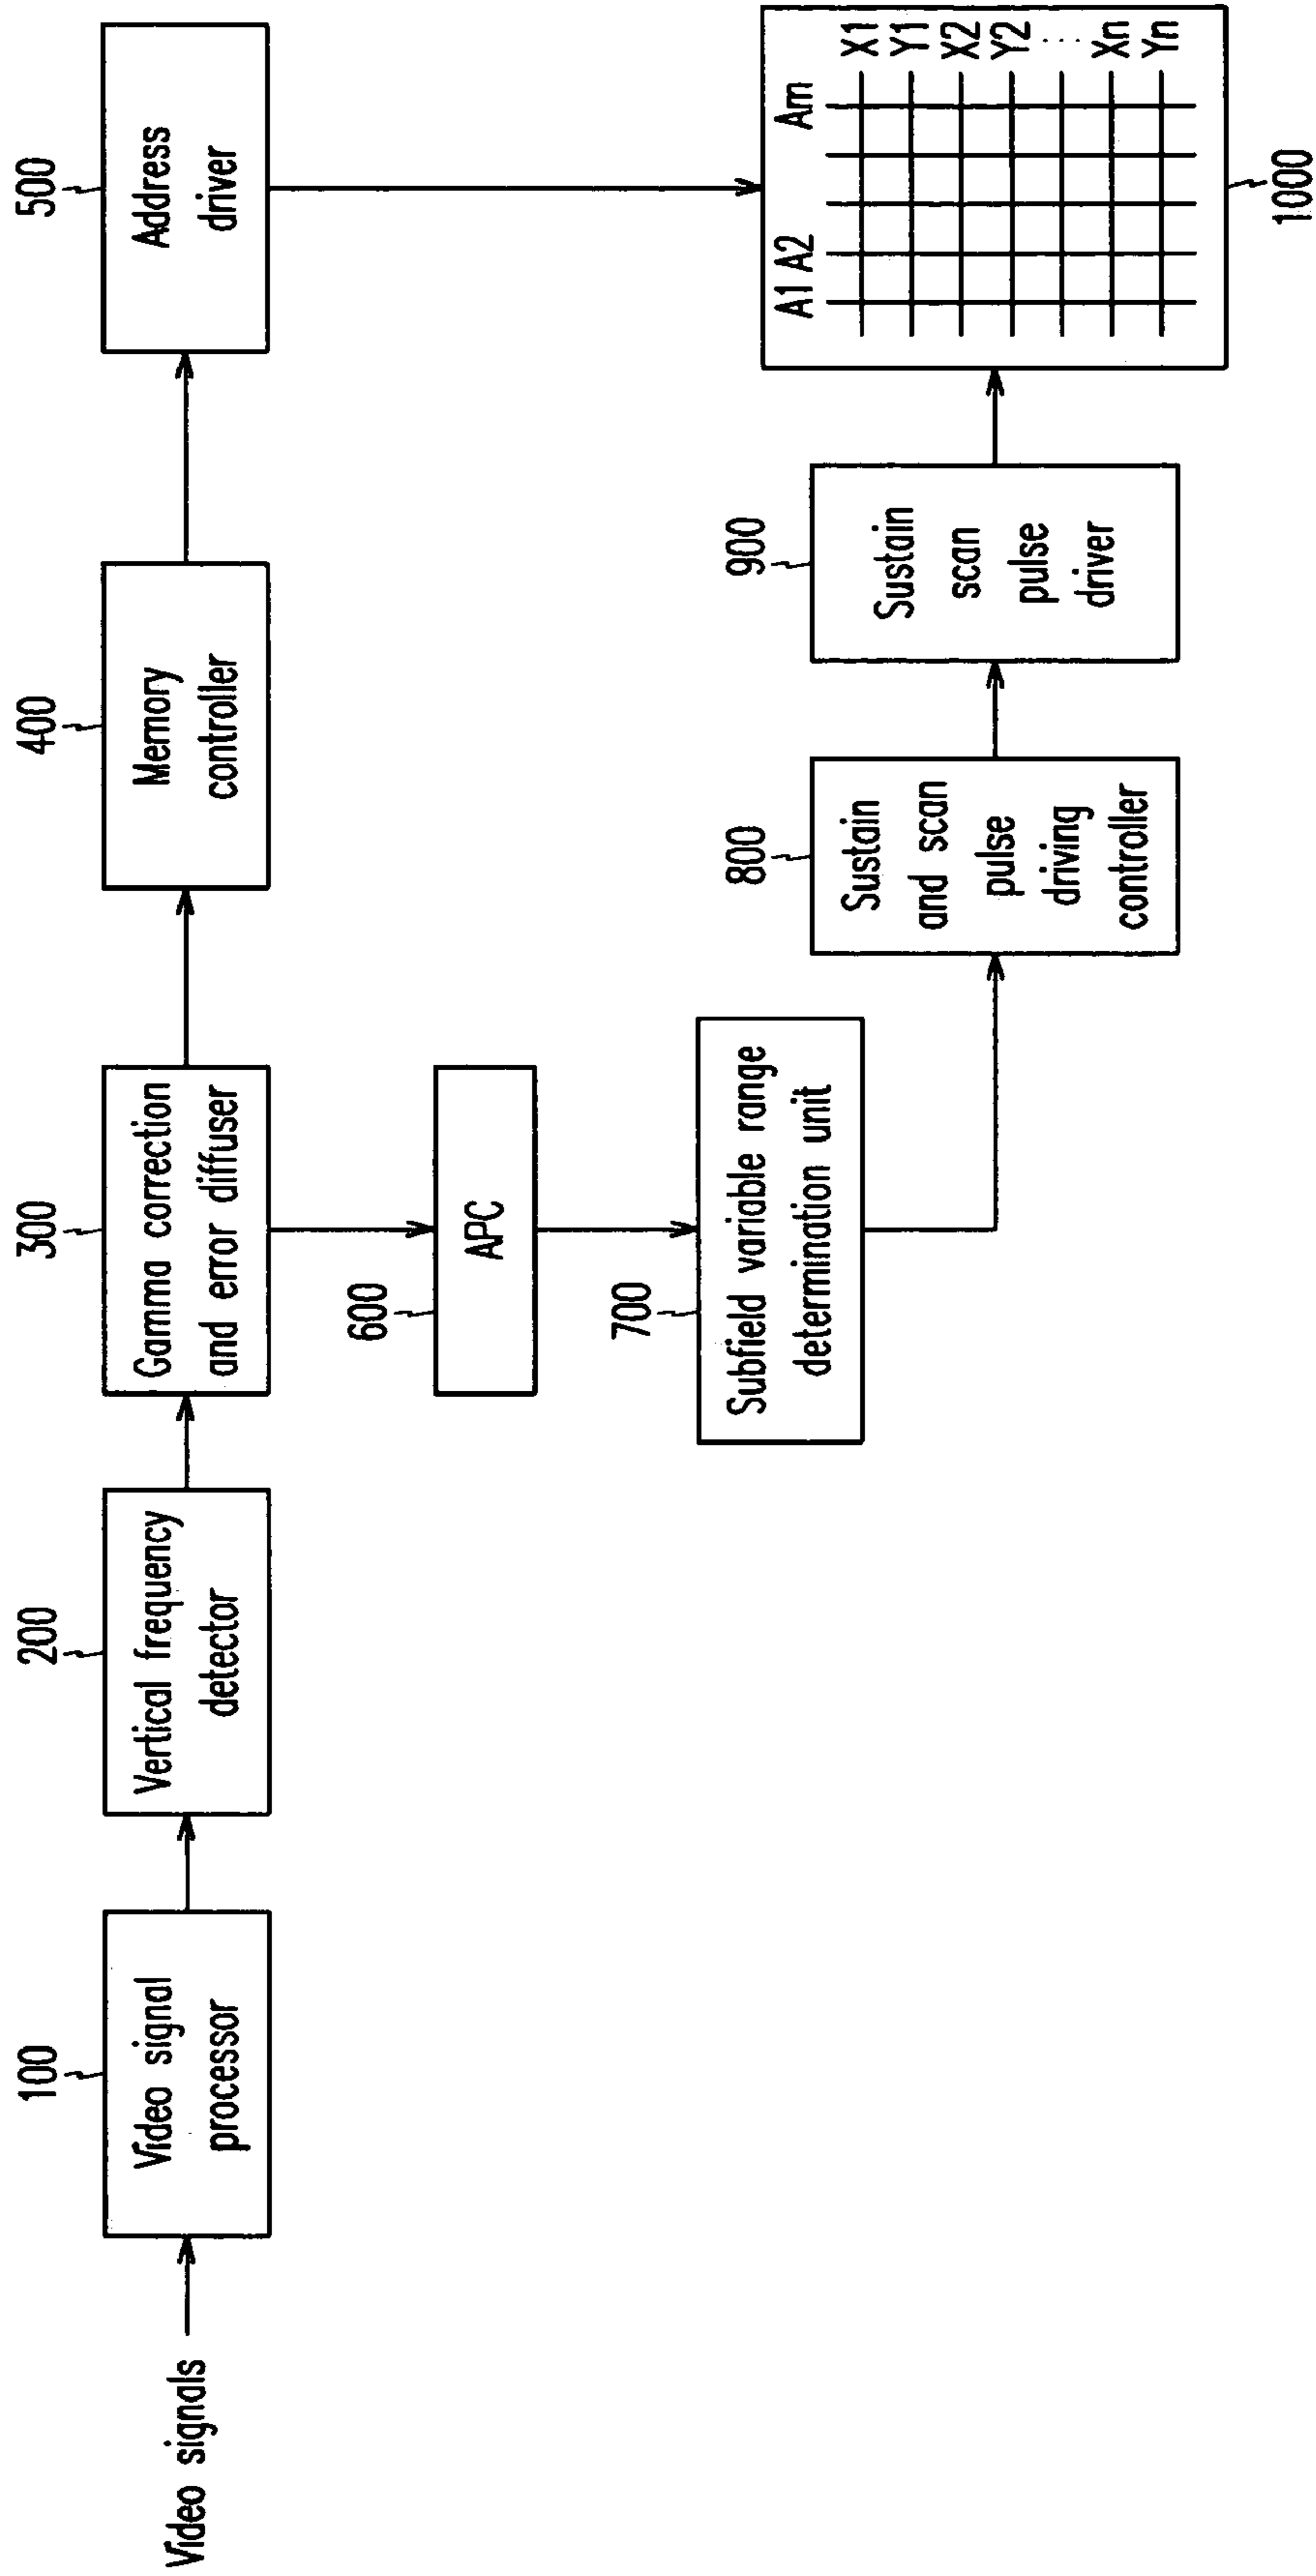 Video signals
100
Video signal
processor
200
Vertical frequency
detector
300
Gamma correction
and error diffuser
400
Memory
controller
500
Address
driver
600
APC
700
Subfield variable range
determination unit
800
Sustain
and scan
pulse
driving
controller
900
Sustain
scan
pulse
driver
A1 A2 Am
X1
Y1
X2
Y2
...
Xn
Yn
1000